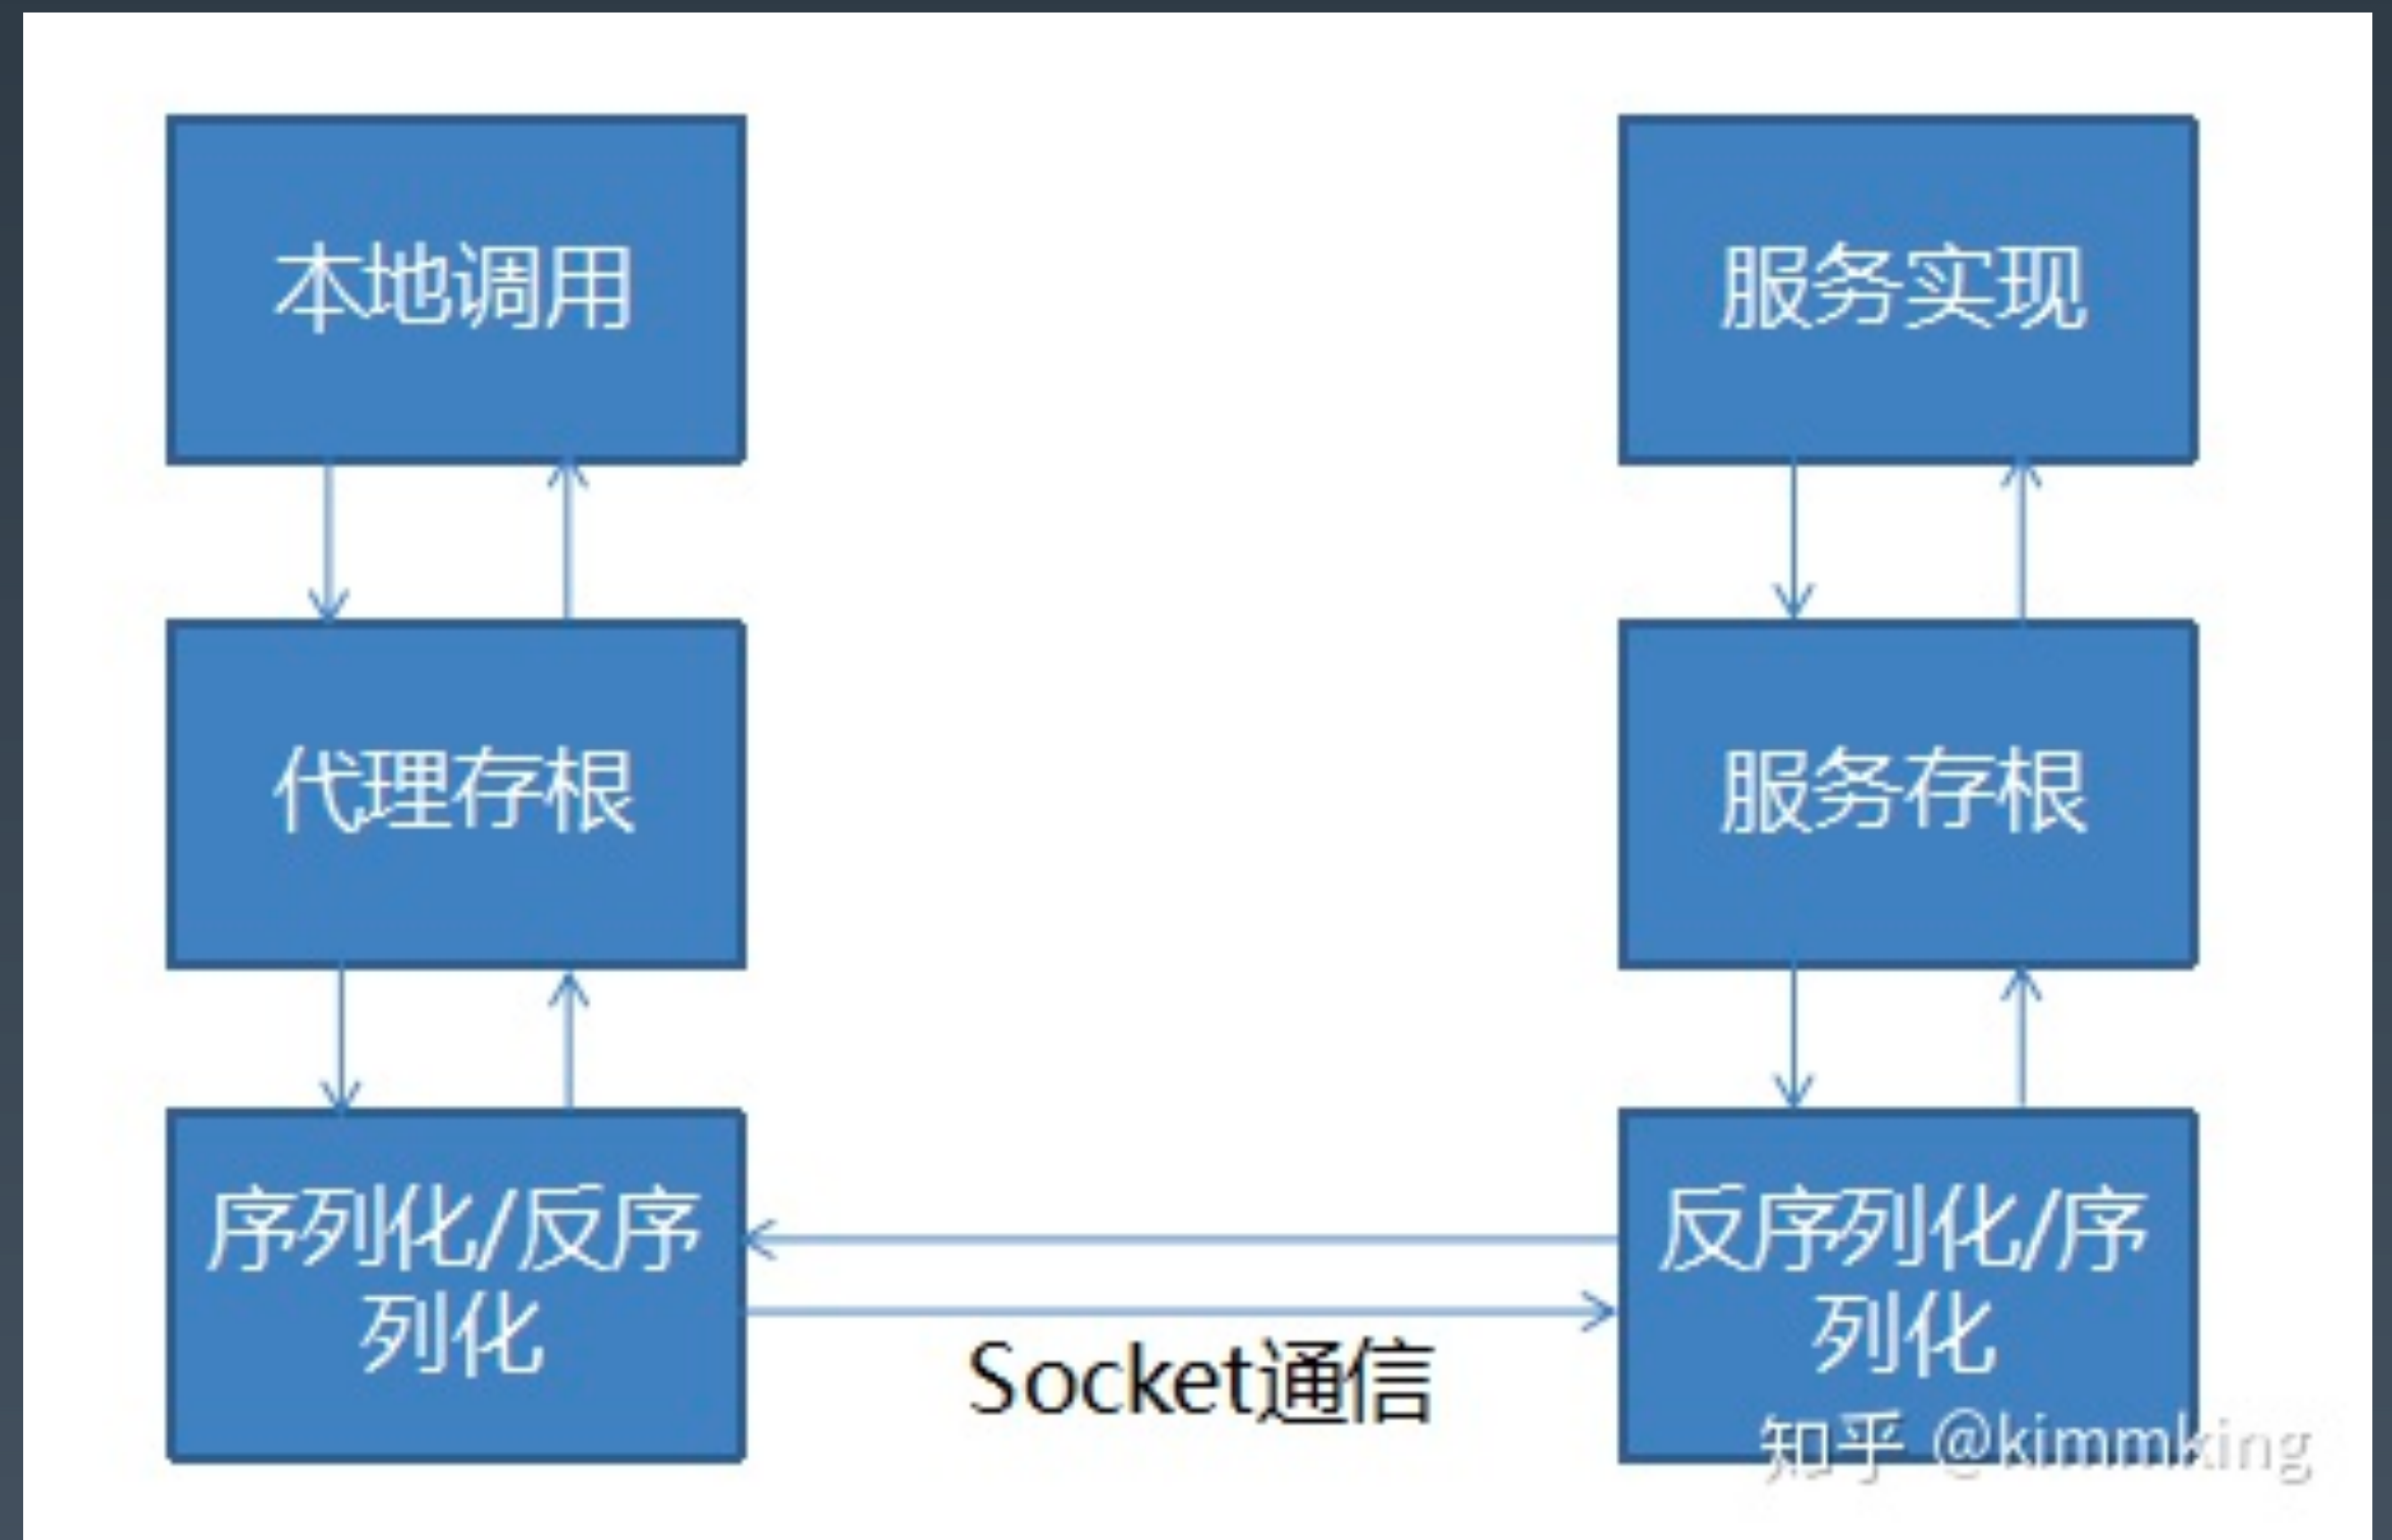 本地调用
服务实现
代理存根
服务存根
序列化/反序
列化
反序列化/序
列化
Socket通信
知乎 @kimmking